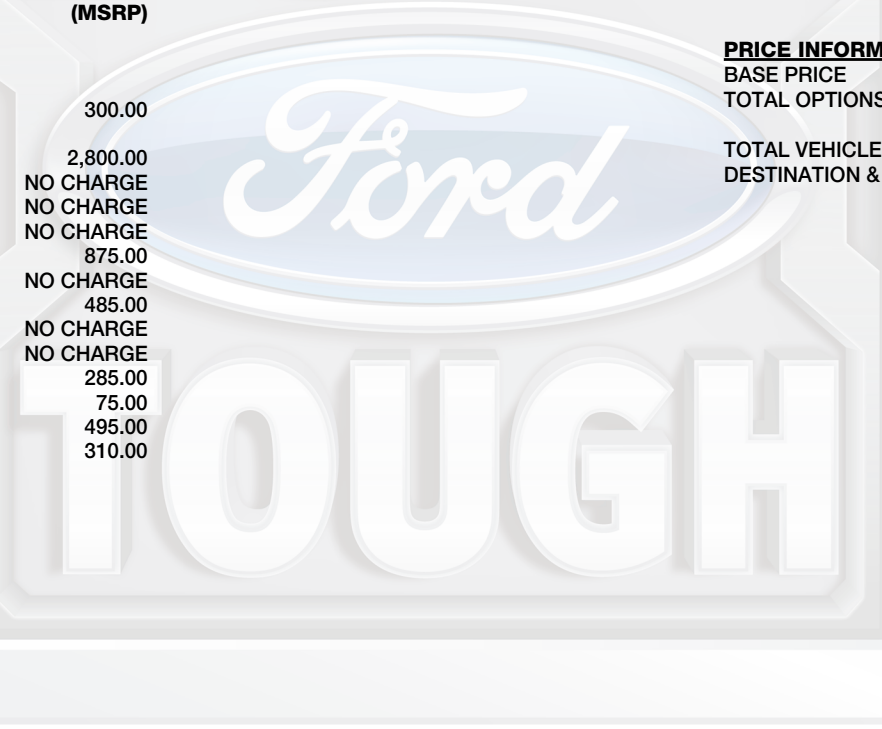 (MSRP)
300.00
2,800.00
NO CHARGE
NO CHARGE
NO CHARGE
875.00
NO CHARGE
485.00
NO CHARGE
NO CHARGE
285.00
75.00
495.00
310.00
PRICE INFORM
BASE PRICE
TOTAL OPTIONS
TOTAL VEHICLE
DESTINATION &
Ford
TOUGH